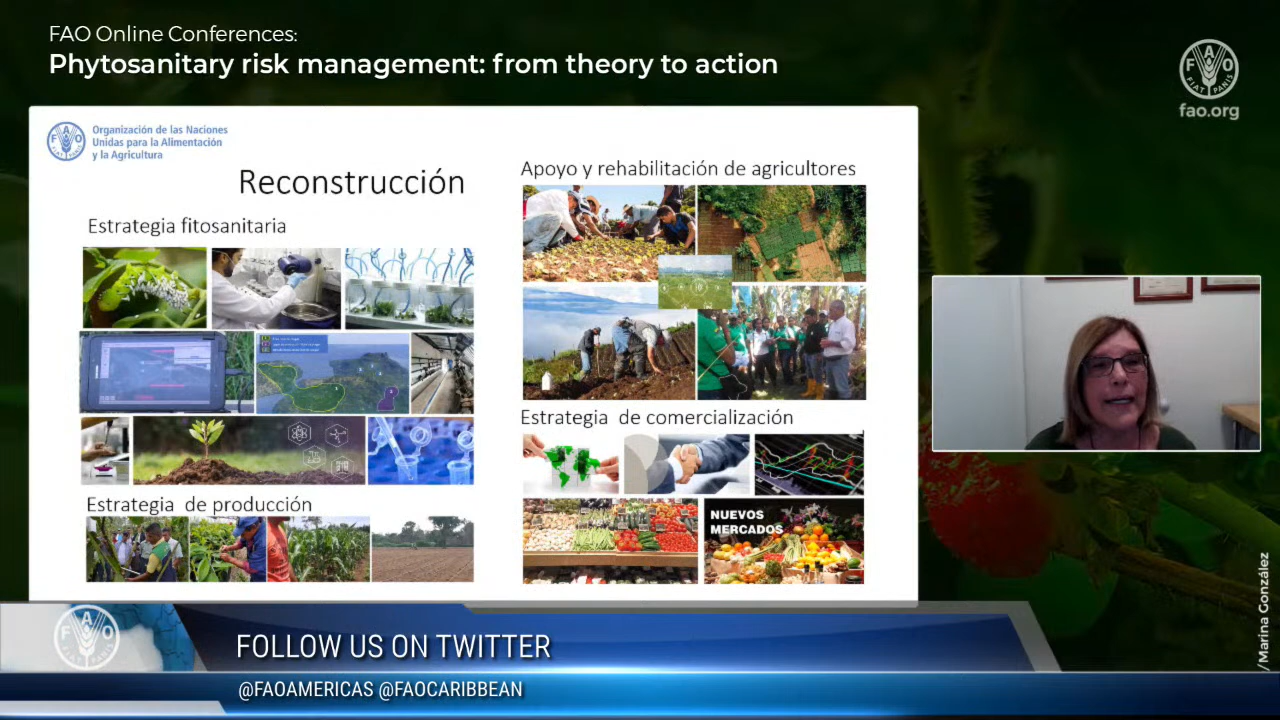 FAO Online Conferences:
Phytosanitary risk management: from theory to action
F A O
FIAT PANIS
fao.org
Organización de las Naciones
Unidas para la Alimentación
y la Agricultura
Reconstrucción
Estrategia fitosanitaria
Estrategia de producción
Apoyo y rehabilitación de agricultores
Estrategia de comercialización
NUEVOS
MERCADOS
/Marina González
FOLLOW US ON TWITTER
@FAOAMERICAS @FAOCARIBBEAN